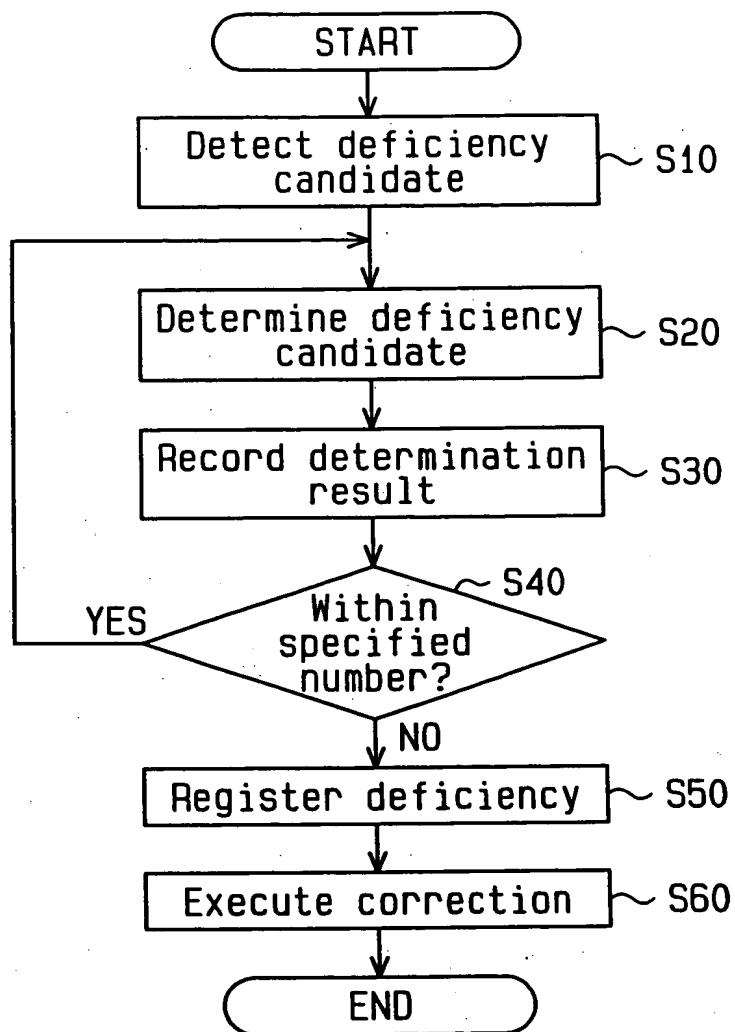 START
Detect deficiency
candidate
S10
Determine deficiency
candidate
S20
Record determination
result
S30
S40
Within
specified
number?
YES
NO
Register deficiency
S50
Execute correction
S60
END